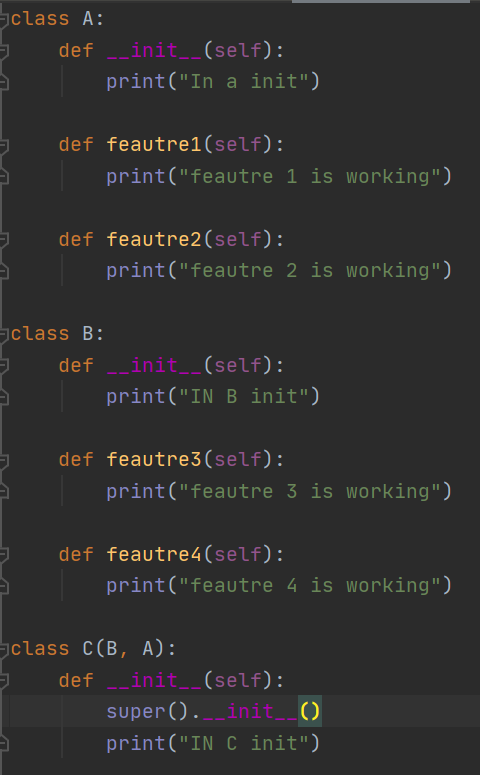 class A:
    def __init__(self):
        print("In a init")
    def feautre1(self):
        print("feautre 1 is working")
    def feautre2(self):
        print("feautre 2 is working")
class B:
    def __init__(self):
        print("IN B init")
    def feautre3(self):
        print("feautre 3 is working")
    def feautre4(self):
        print("feautre 4 is working")
class C(B, A):
    def __init__(self):
        super().__init__()
        print("IN C init")